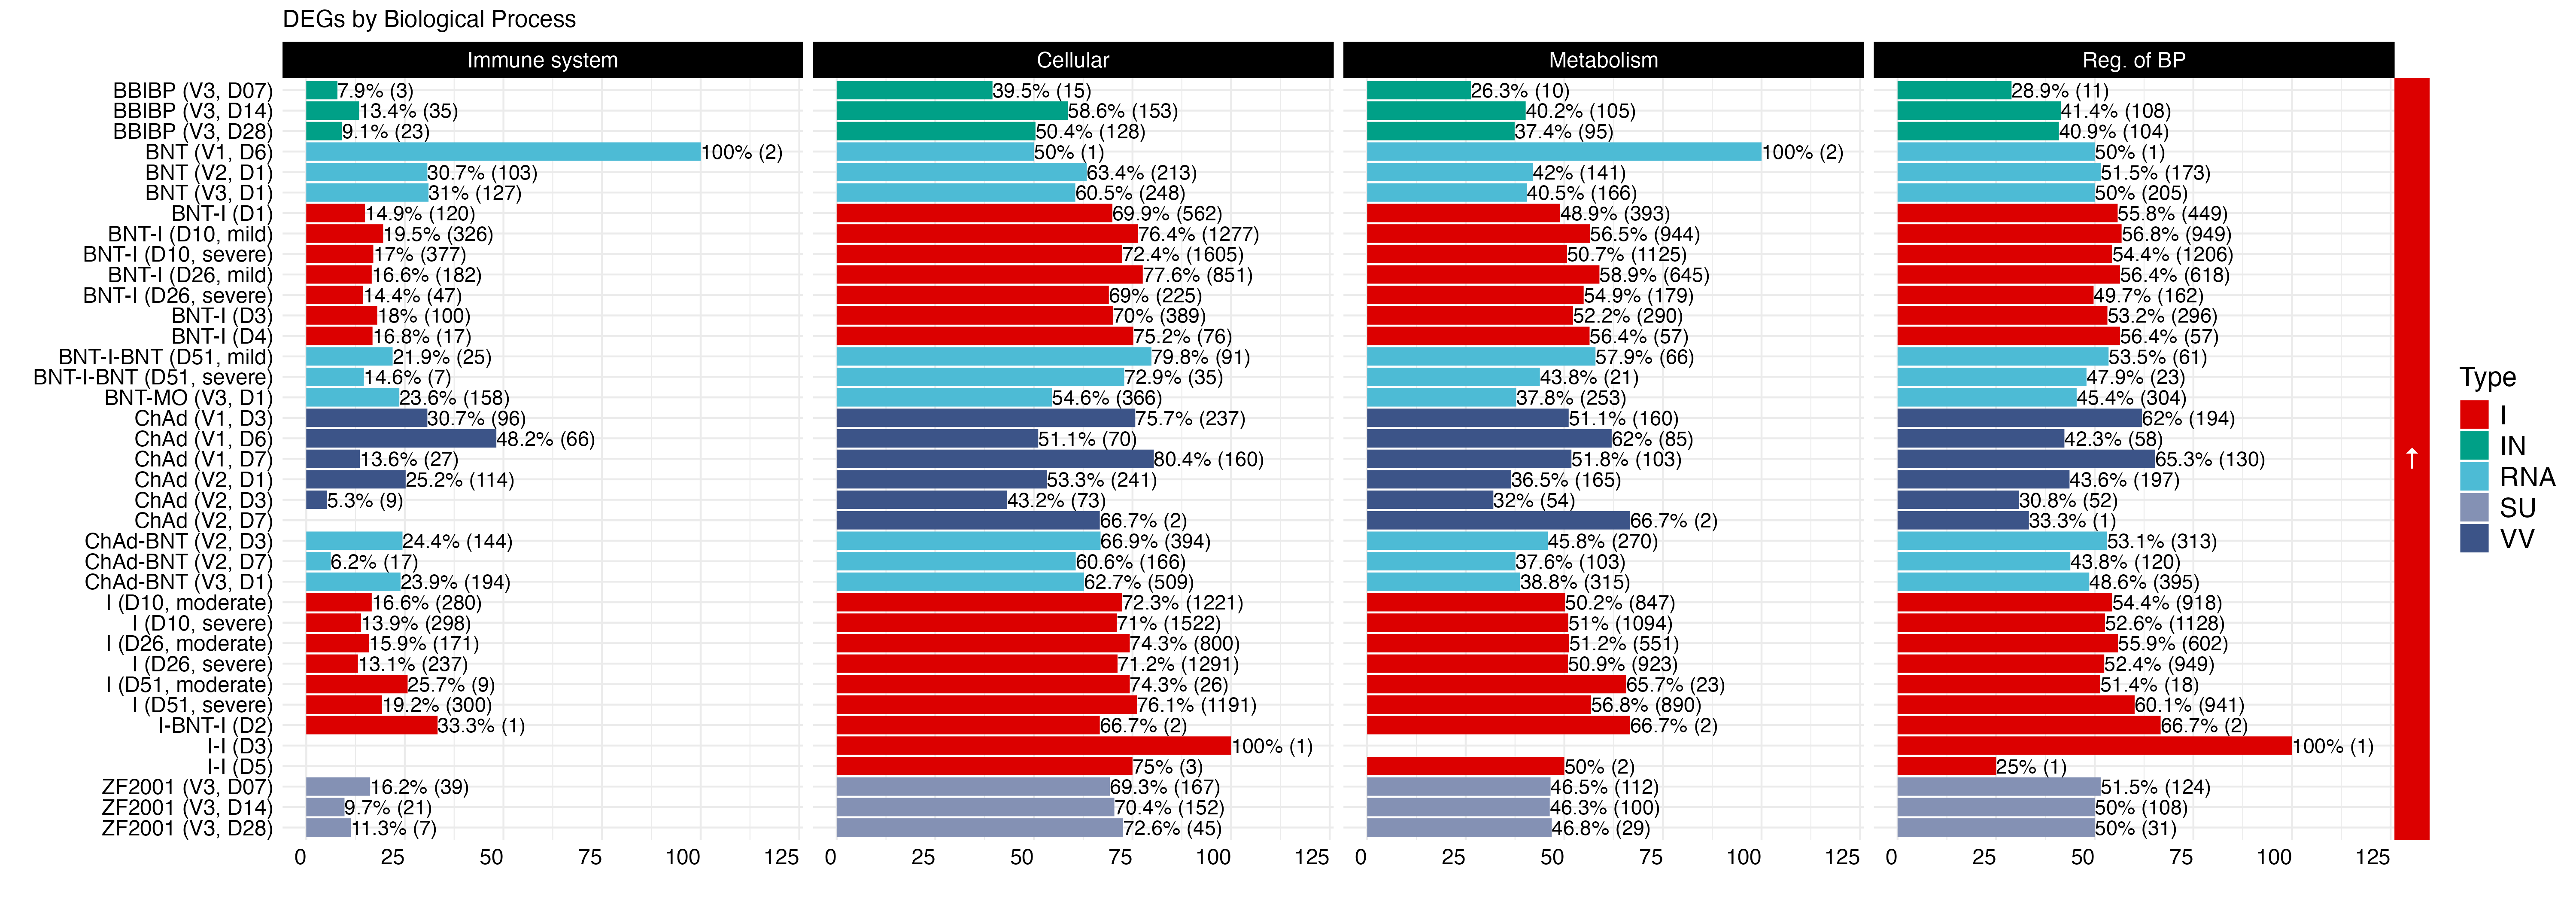 DEGs by Biological Process
Immune system Cellular Metabolism Reg. of BP
BBIBP (V3, D07) 7.9% (3) 39.5% (15) 26.3% (10) 28.9% (11)
BBIBP (V3, D14) 13.4% (35) 58.6% (153) 40.2% (105) 41.4% (108)
BBIBP (V3, D28) 9.1% (23) 50.4% (128) 37.4% (95) 40.9% (104)
BNT (V1, D6) 100% (2) 50% (1) 100% (2) 50% (1)
BNT (V2, D1) 30.7% (103) 63.4% (213) 42% (141) 51.5% (173)
BNT (V3, D1) 31% (127) 60.5% (248) 40.5% (166) 50% (205)
BNT-I (D1) 14.9% (120) 69.9% (562) 48.9% (393) 55.8% (449)
BNT-I (D10, mild) 19.5% (326) 76.4% (1277) 56.5% (944) 56.8% (949)
BNT-I (D10, severe) 17% (377) 72.4% (1605) 50.7% (1125) 54.4% (1206)
BNT-I (D26, mild) 16.6% (182) 77.6% (851) 58.9% (645) 56.4% (618)
BNT-I (D26, severe) 14.4% (47) 69% (225) 54.9% (179) 49.7% (162)
BNT-I (D3) 18% (100) 70% (389) 52.2% (290) 53.2% (296)
BNT-I (D4) 16.8% (17) 75.2% (76) 56.4% (57) 56.4% (57)
BNT-I-BNT (D51, mild) 21.9% (25) 79.8% (91) 57.9% (66) 53.5% (61)
BNT-I-BNT (D51, severe) 14.6% (7) 72.9% (35) 43.8% (21) 47.9% (23)
BNT-MO (V3, D1) 23.6% (158) 54.6% (366) 37.8% (253) 45.4% (304)
ChAd (V1, D3) 30.7% (96) 75.7% (237) 51.1% (160) 62% (194)
ChAd (V1, D6) 48.2% (66) 51.1% (70) 62% (85) 42.3% (58)
ChAd (V1, D7) 13.6% (27) 80.4% (160) 51.8% (103) 65.3% (130)
ChAd (V2, D1) 25.2% (114) 53.3% (241) 36.5% (165) 43.6% (197)
ChAd (V2, D3) 5.3% (9) 43.2% (73) 32% (54) 30.8% (52)
ChAd (V2, D7) 66.7% (2) 66.7% (2) 33.3% (1)
ChAd-BNT (V2, D3) 24.4% (144) 66.9% (394) 45.8% (270) 53.1% (313)
ChAd-BNT (V2, D7) 6.2% (17) 60.6% (166) 37.6% (103) 43.8% (120)
ChAd-BNT (V3, D1) 23.9% (194) 62.7% (509) 38.8% (315) 48.6% (395)
I (D10, moderate) 16.6% (280) 72.3% (1221) 50.2% (847) 54.4% (918)
I (D10, severe) 13.9% (298) 71% (1522) 51% (1094) 52.6% (1128)
I (D26, moderate) 15.9% (171) 74.3% (800) 51.2% (551) 55.9% (602)
I (D26, severe) 13.1% (237) 71.2% (1291) 50.9% (923) 52.4% (949)
I (D51, moderate) 25.7% (9) 74.3% (26) 65.7% (23) 51.4% (18)
I (D51, severe) 19.2% (300) 76.1% (1191) 56.8% (890) 60.1% (941)
I-BNT-I (D2) 33.3% (1) 66.7% (2) 66.7% (2) 66.7% (2)
I-I (D3) 100% (1) 100% (1)
I-I (D5) 75% (3) 50% (2) 25% (1)
ZF2001 (V3, D07) 16.2% (39) 69.3% (167) 46.5% (112) 51.5% (124)
ZF2001 (V3, D14) 9.7% (21) 70.4% (152) 46.3% (100) 50% (108)
ZF2001 (V3, D28) 11.3% (7) 72.6% (45) 46.8% (29) 50% (31)
0 25 50 75 100 125 0 25 50 75 100 125 0 25 50 75 100 125 0 25 50 75 100 125
↑
Type
I
IN
RNA
SU
VV